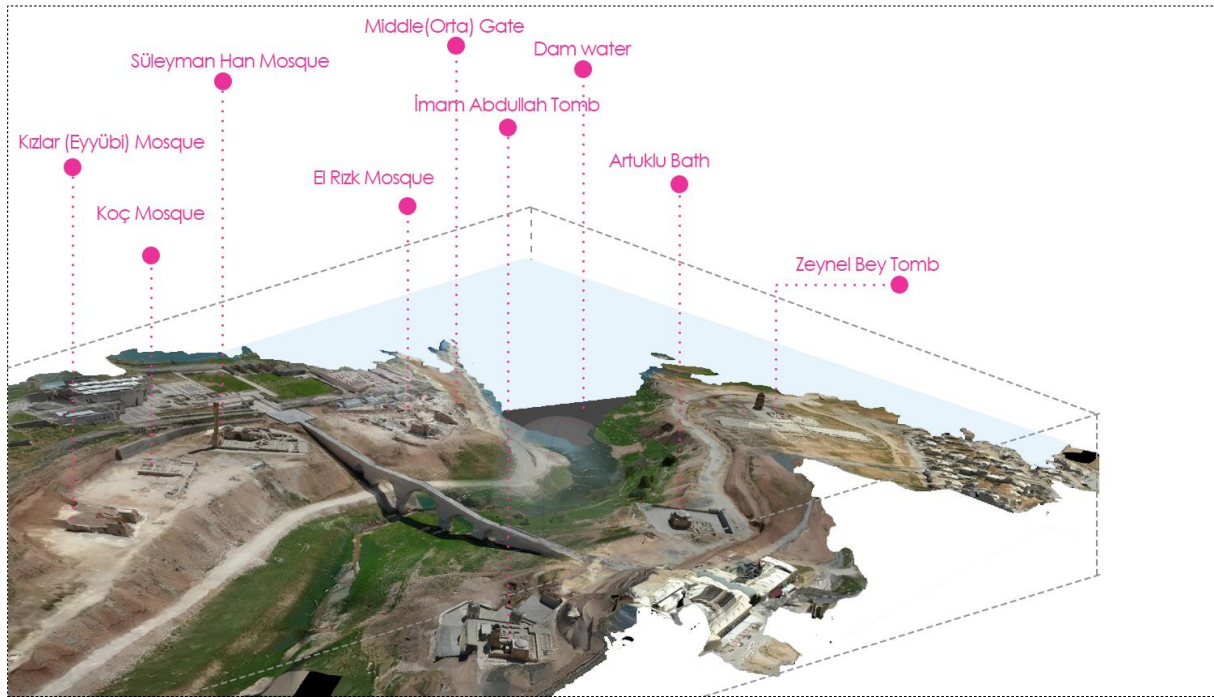 Middle(Orta) Gate
Dam water
Süleyman Han Mosque
İmam Abdullah Tomb
Kızlar (Eyyübi) Mosque
Artuklu Bath
El Rızk Mosque
Koç Mosque
Zeynel Bey Tomb